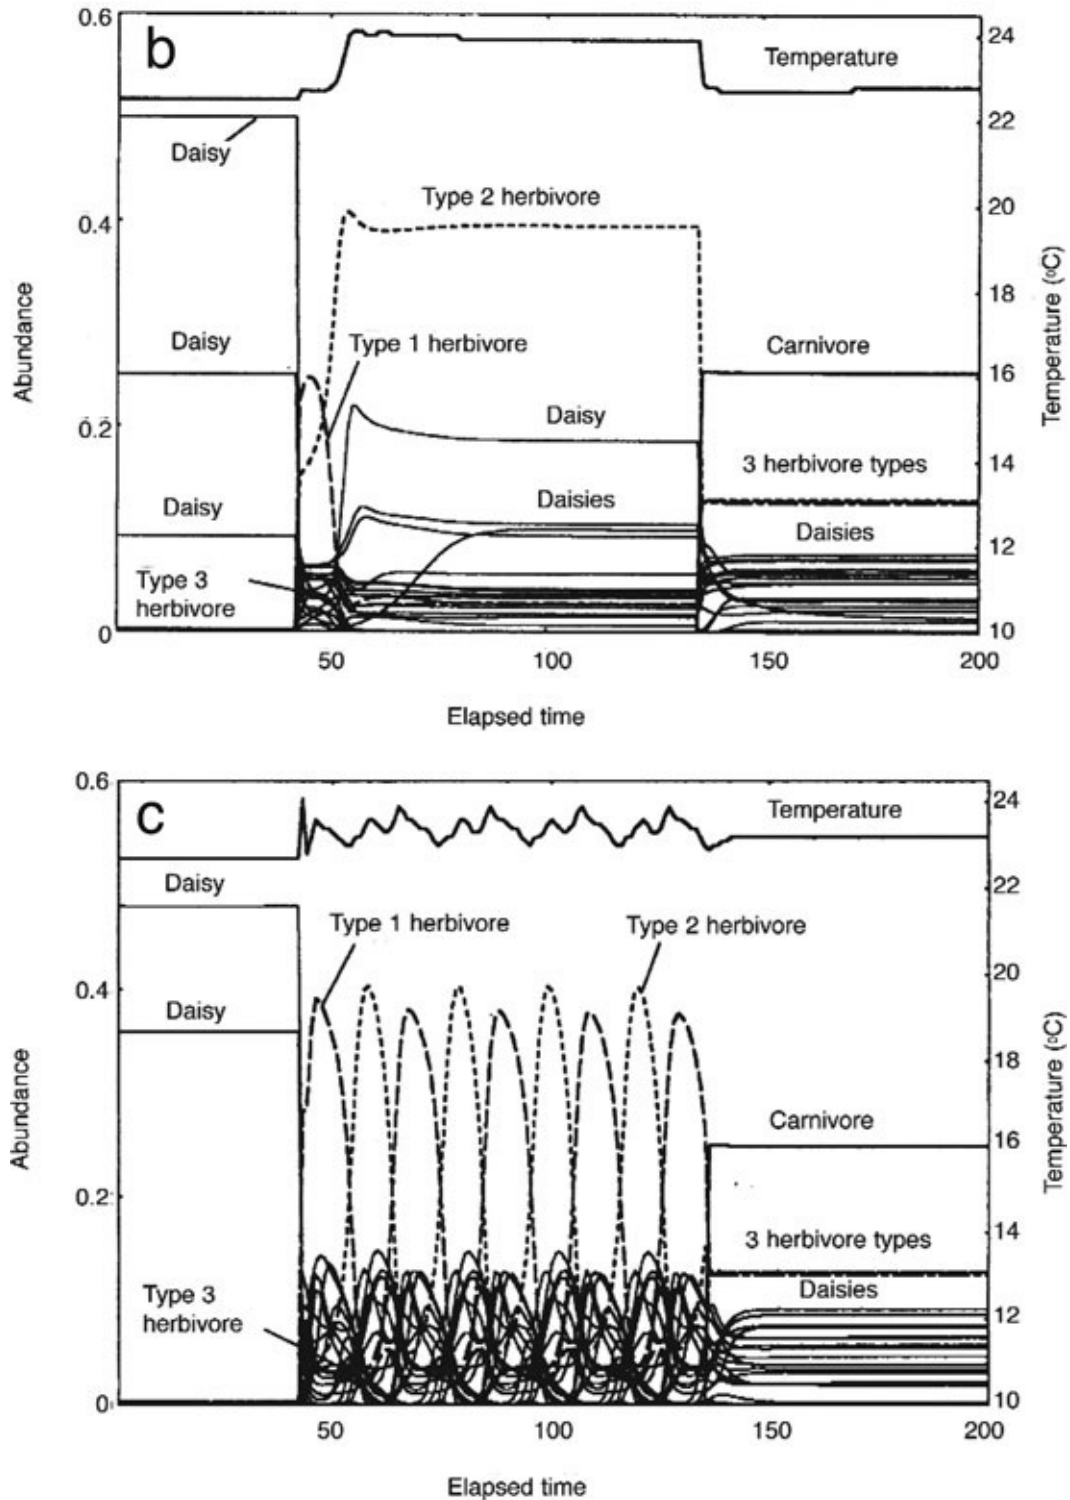 b
0.6
24
Temperature
22
Daisy
Type 2 herbivore
20
0.4
18
Abundance
Temperature (oC)
Daisy
Type 1 herbivore
Carnivore
16
Daisy
0.2
14
3 herbivore types
Daisy
Daisies
Daisies
12
Type 3
herbivore
0
10
50
100
150
200
Elapsed time
c
0.6
24
Temperature
22
Daisy
Type 1 herbivore
Type 2 herbivore
20
0.4
Daisy
18
Abundance
Temperature (oC)
Carnivore
16
0.2
14
3 herbivore types
Daisies
Type 3
herbivore
12
0
10
50
100
150
200
Elapsed time